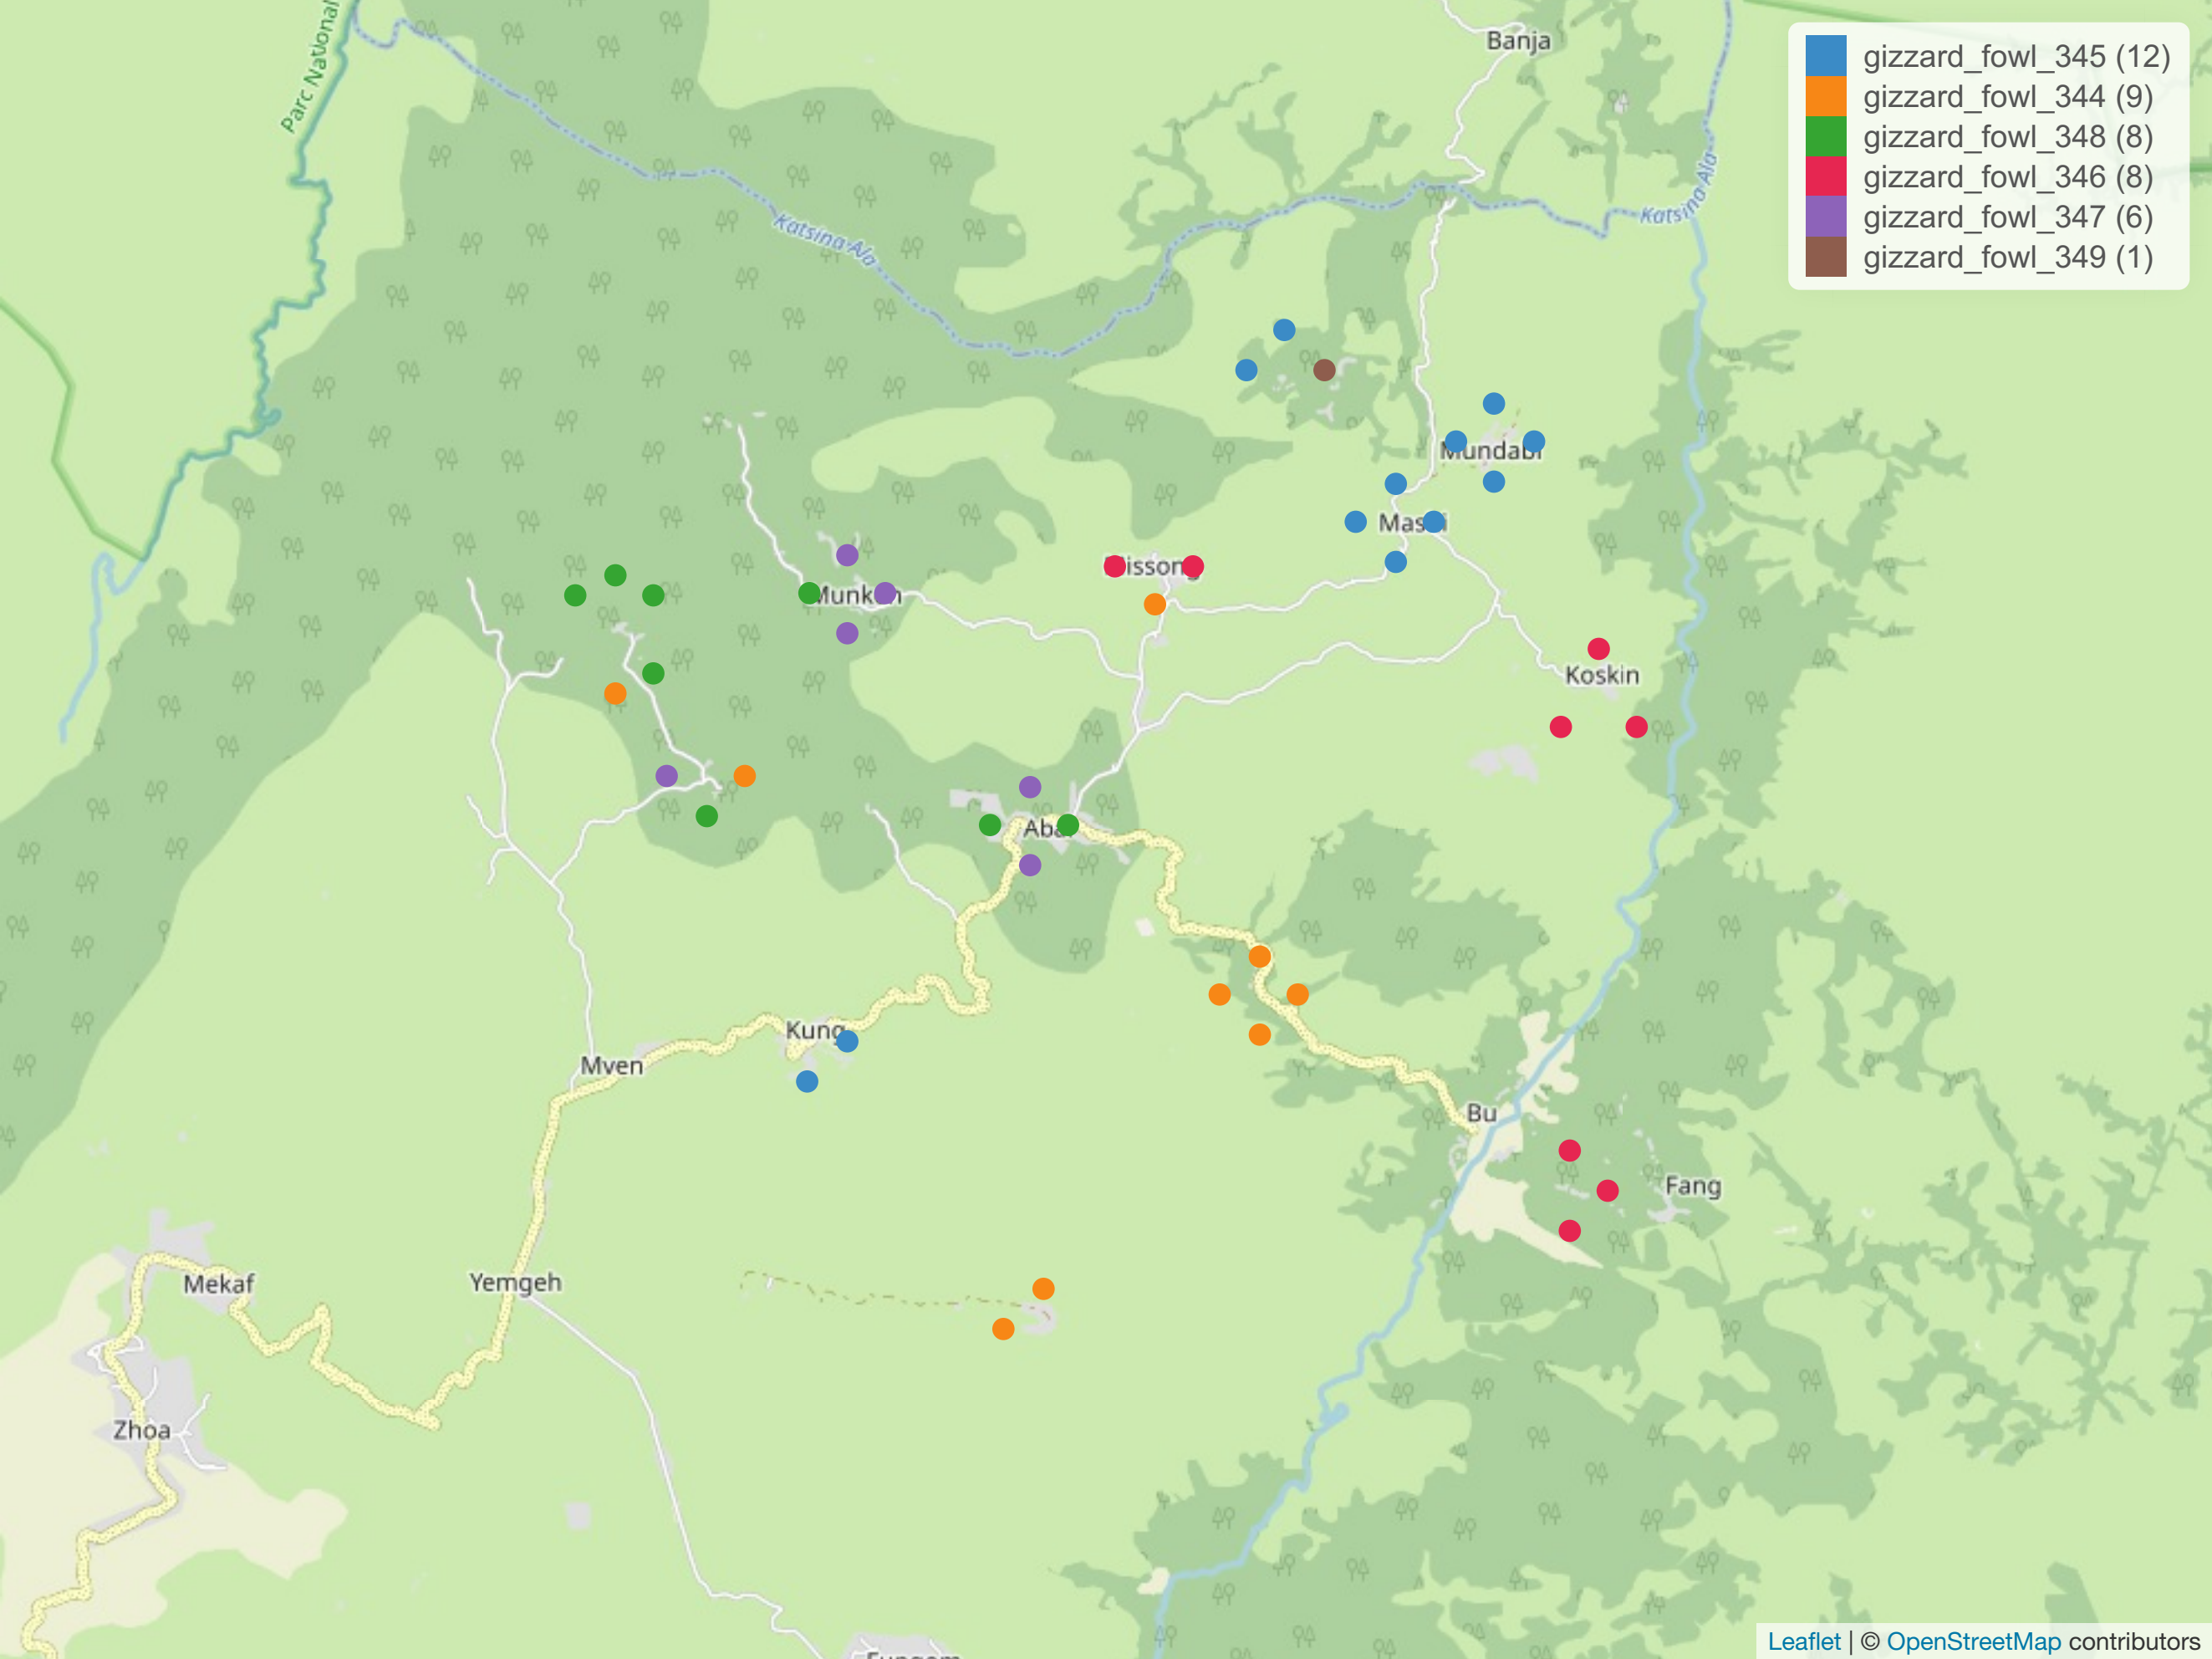 Parc National
Banja
gizzard_fowl_345 (12)
gizzard_fowl_344 (9)
gizzard_fowl_348 (8)
gizzard_fowl_346 (8)
gizzard_fowl_347 (6)
gizzard_fowl_349 (1)
Katsina Ala
Katsina Ala
Mundabi
Koskin
Kung
Mven
Bu
Fang
Mekaf
Yemgeh
Zhoa
Leaflet | © OpenStreetMap contributors